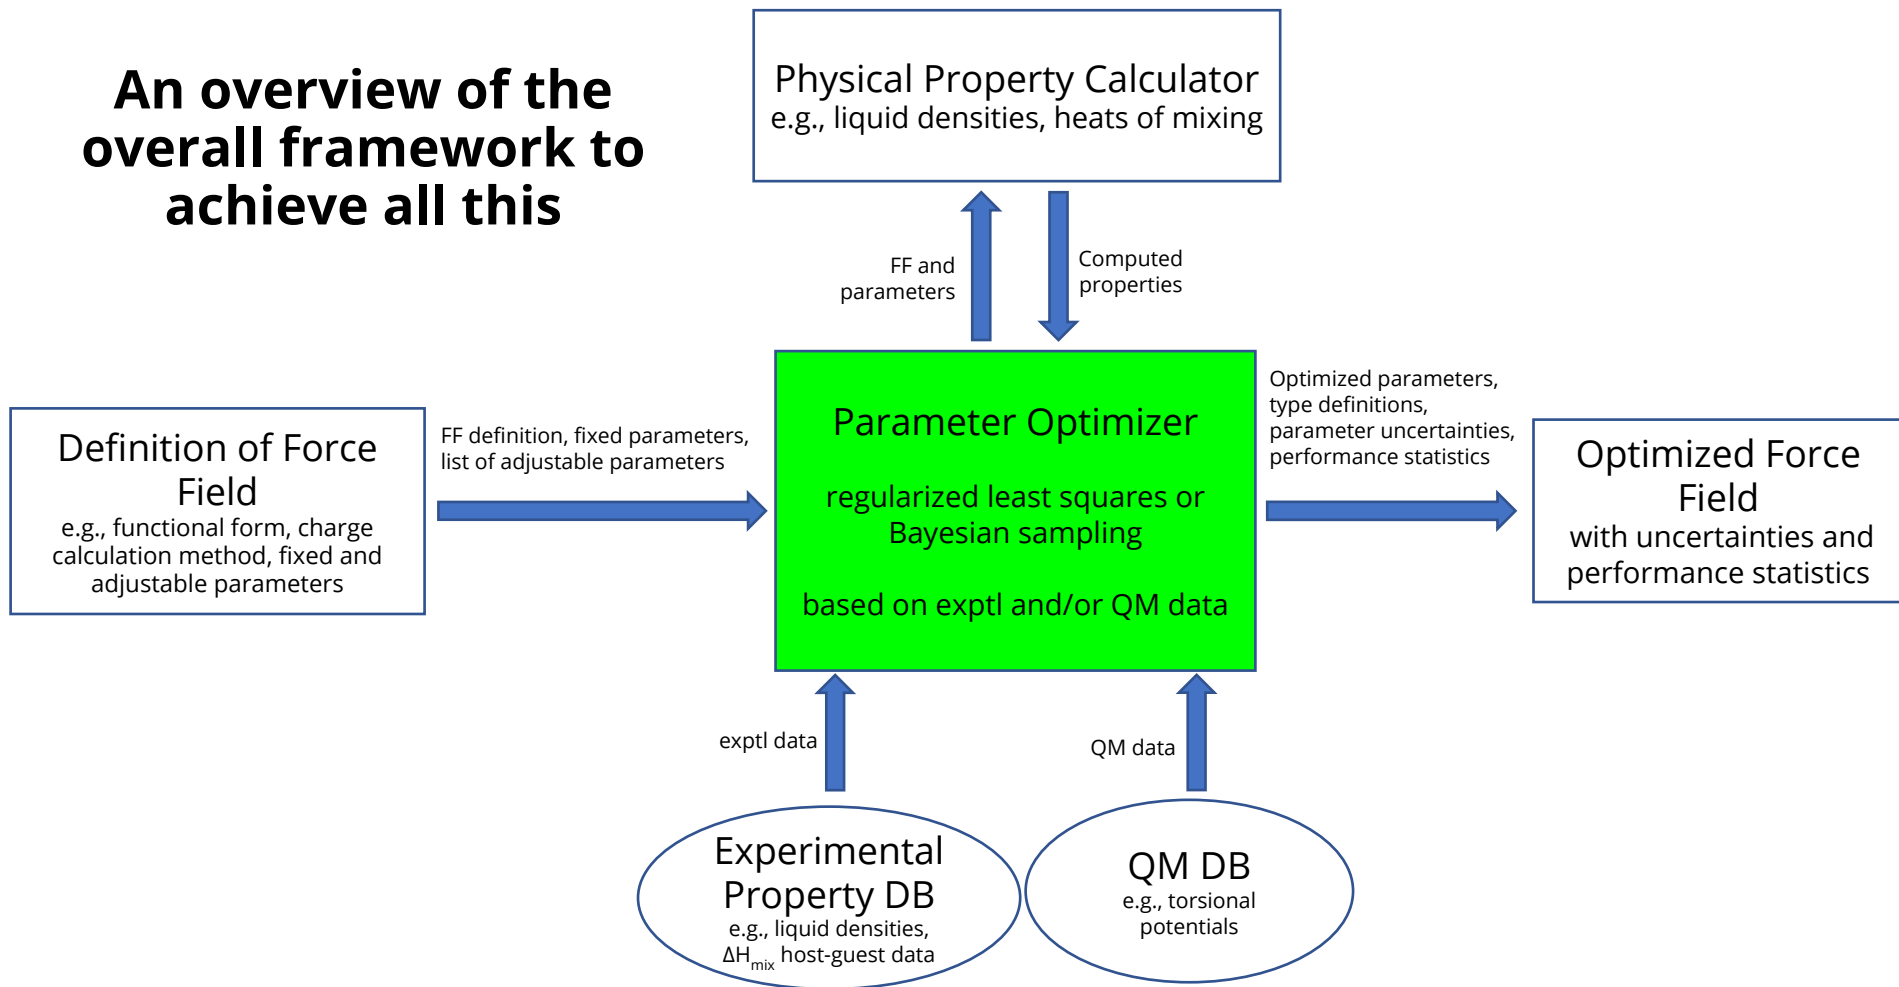 An overview of the
overall framework to
achieve all this
Physical Property Calculator
e.g., liquid densities, heats of mixing
FF and
parameters
Computed
properties
Definition of Force
Field
e.g., functional form, charge
calculation method, fixed and
adjustable parameters
FF definition, fixed parameters,
list of adjustable parameters
Parameter Optimizer
regularized least squares or
Bayesian sampling
based on exptl and/or QM data
Optimized parameters,
type definitions,
parameter uncertainties,
performance statistics
Optimized Force
Field
with uncertainties and
performance statistics
exptl data
QM data
Experimental
Property DB
e.g., liquid densities,
ΔHmix host-guest data
QM DB
e.g., torsional
potentials